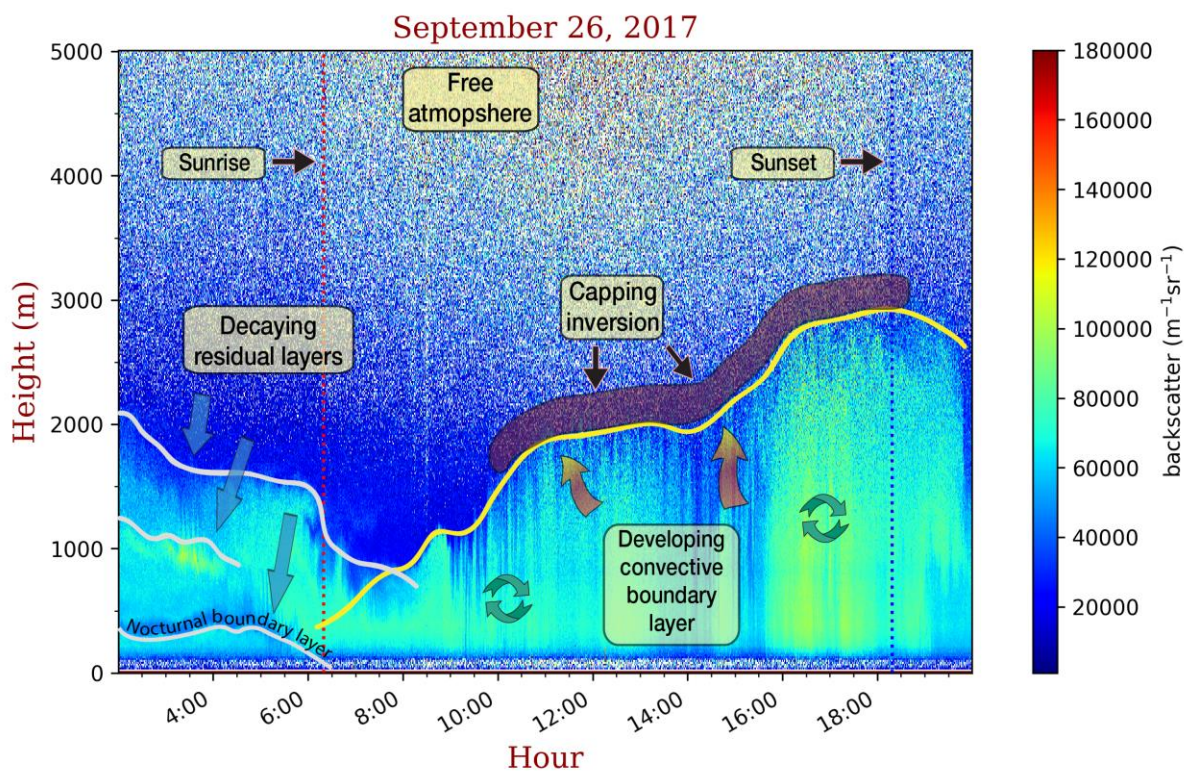 September 26, 2017
5000
4000
3000
2000
1000
0
Height (m)
Free
atmopshere
Sunrise
Sunset
Decaying
residual layers
Capping
inversion
Developing
convective
boundary
layer
Nocturnal boundary layer
4:00
6:00
8:00
10:00
12:00
14:00
16:00
18:00
Hour
180000
160000
140000
120000
100000
80000
60000
40000
20000
backscatter (m⁻¹sr⁻¹)